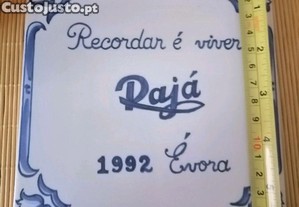 Custojusto.pt
Recordar é viver
Rajá
1992 Évora